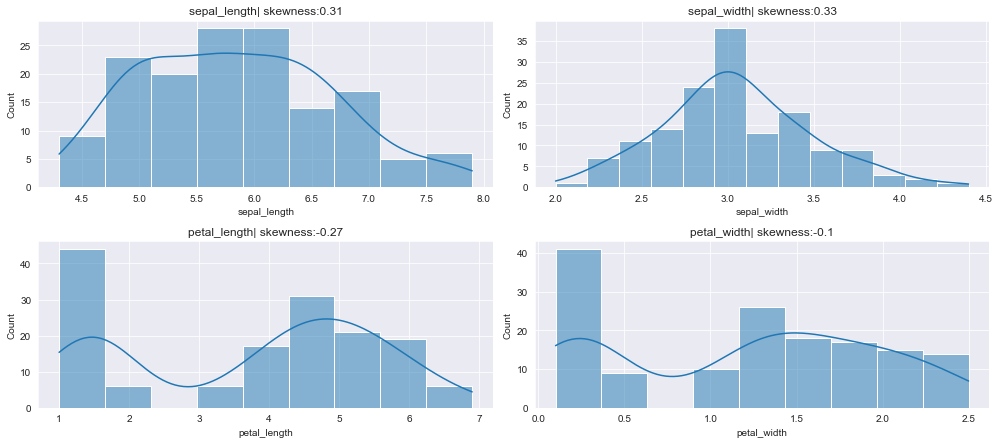 sepal_length| skewness:0.31
Count
25
20
15
10
5
0
4.5 5.0 5.5 6.0 6.5 7.0 7.5 8.0
sepal_length
sepal_width| skewness:0.33
Count
35
30
25
20
15
10
5
0
2.0 2.5 3.0 3.5 4.0 4.5
sepal_width
petal_length| skewness:-0.27
Count
40
30
20
10
0
1 2 3 4 5 6 7
petal_length
petal_width| skewness:-0.1
Count
40
30
20
10
0
0.0 0.5 1.0 1.5 2.0 2.5
petal_width